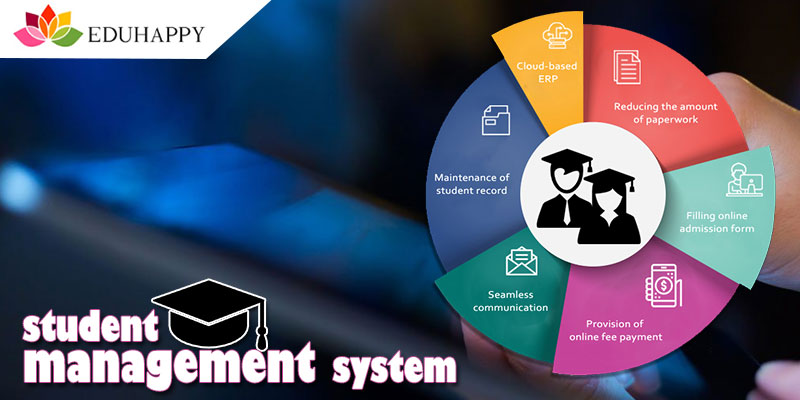 EDUHAPPY
Cloud-based
ERP
Reducing the amount
of paperwork
Maintenance of
student record
Filling online
admission form
Seamless
communication
Provision of
online fee payment
$
student
management system